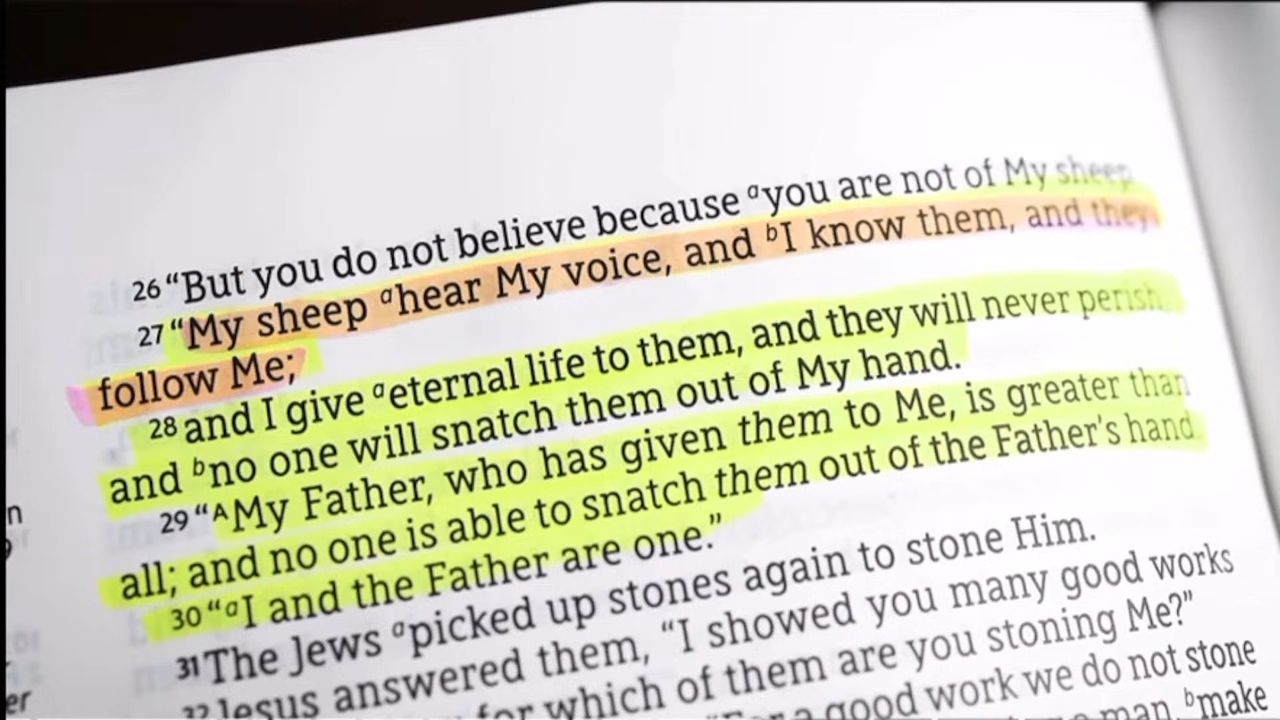 26 “But you do not believe because ᵃyou are not of My sheep
27 “My sheep ᵃhear My voice, and ᵇI know them, and they
follow Me;
28 and I give ᵃeternal life to them, and they will never perish
and ᵇno one will snatch them out of My hand.
29 “ᴬMy Father, who has given them to Me, is greater than
all; and no one is able to snatch them out of the Father's hand
30 “ᵃI and the Father are one.”
31 The Jews ᵃpicked up stones again to stone Him.
32 Jesus answered them, “I showed you many good works
for which of them are you stoning Me?”
good work we do not stone
man, ᵇmake